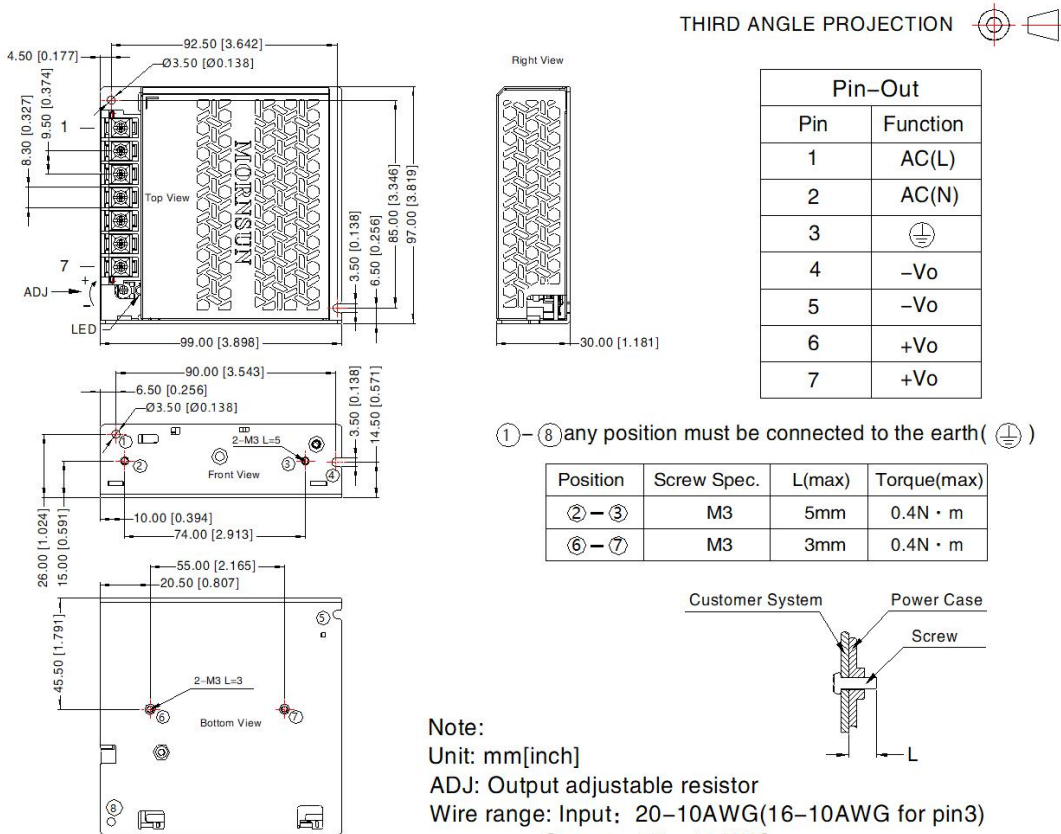 THIRD ANGLE PROJECTION
92.50 [3.642]
4.50 [0.177]
Ø3.50 [Ø0.138]
8.30 [0.327]
9.50 [0.374]
1
7
Top View
MORNSUN
+
ADJ
-
LED
3.50 [0.138]
6.50 [0.256]
85.00 [3.346]
97.00 [3.819]
99.00 [3.898]
Right View
30.00 [1.181]
Pin-Out
Pin Function
1 AC(L)
2 AC(N)
3
4 -Vo
5 -Vo
6 +Vo
7 +Vo
90.00 [3.543]
6.50 [0.256]
Ø3.50 [Ø0.138]
2-M3 L=5
①
②
③
④
Front View
3.50 [0.138]
14.50 [0.571]
26.00 [1.024]
15.00 [0.591]
10.00 [0.394]
74.00 [2.913]
①-⑧any position must be connected to the earth( )
Position Screw Spec. L(max) Torque(max)
②-③ M3 5mm 0.4N·m
⑥-⑦ M3 3mm 0.4N·m
55.00 [2.165]
20.50 [0.807]
45.50 [1.791]
⑤
2-M3 L=3
⑥
⑦
Bottom View
⑧
Customer System
Power Case
Screw
L
Note:
Unit: mm[inch]
ADJ: Output adjustable resistor
Wire range: Input: 20-10AWG(16-10AWG for pin3)